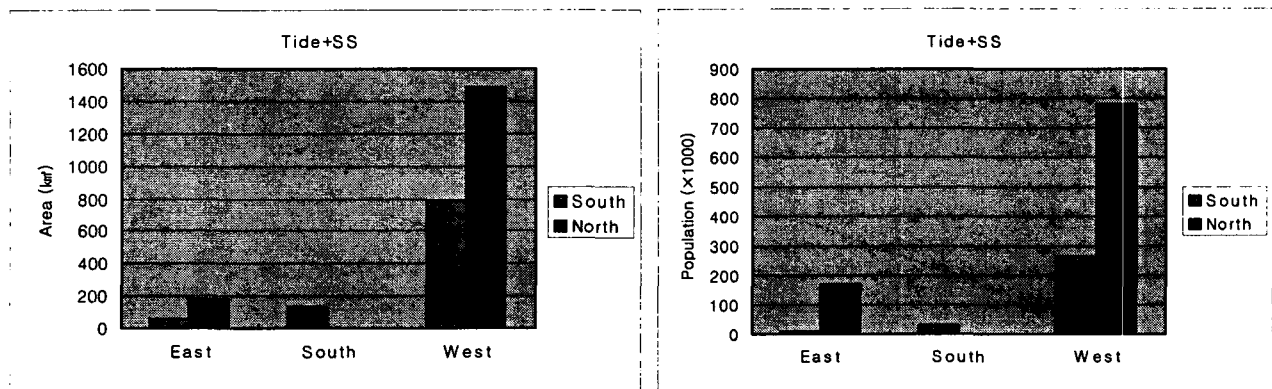 Tide+SS
1600
1400
1200
1000
800
600
400
200
0
Area (㎢)
East South West
South
North
Tide+SS
900
800
700
600
500
400
300
200
100
0
Population (×1000)
East South West
South
North